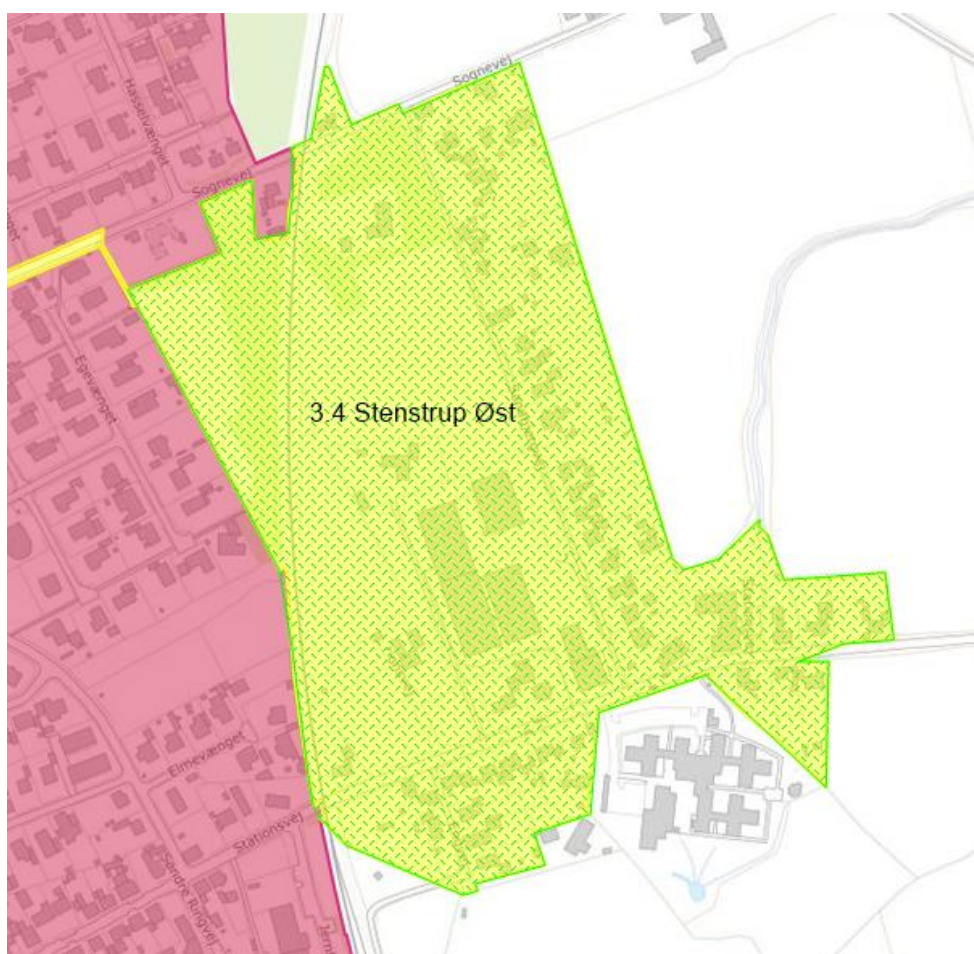 Sognevej
Hasselvænget
Sognevej
Egevænget
3.4 Stenstrup Øst
Elmevænget
Stationsvej
Søndre Ringvej